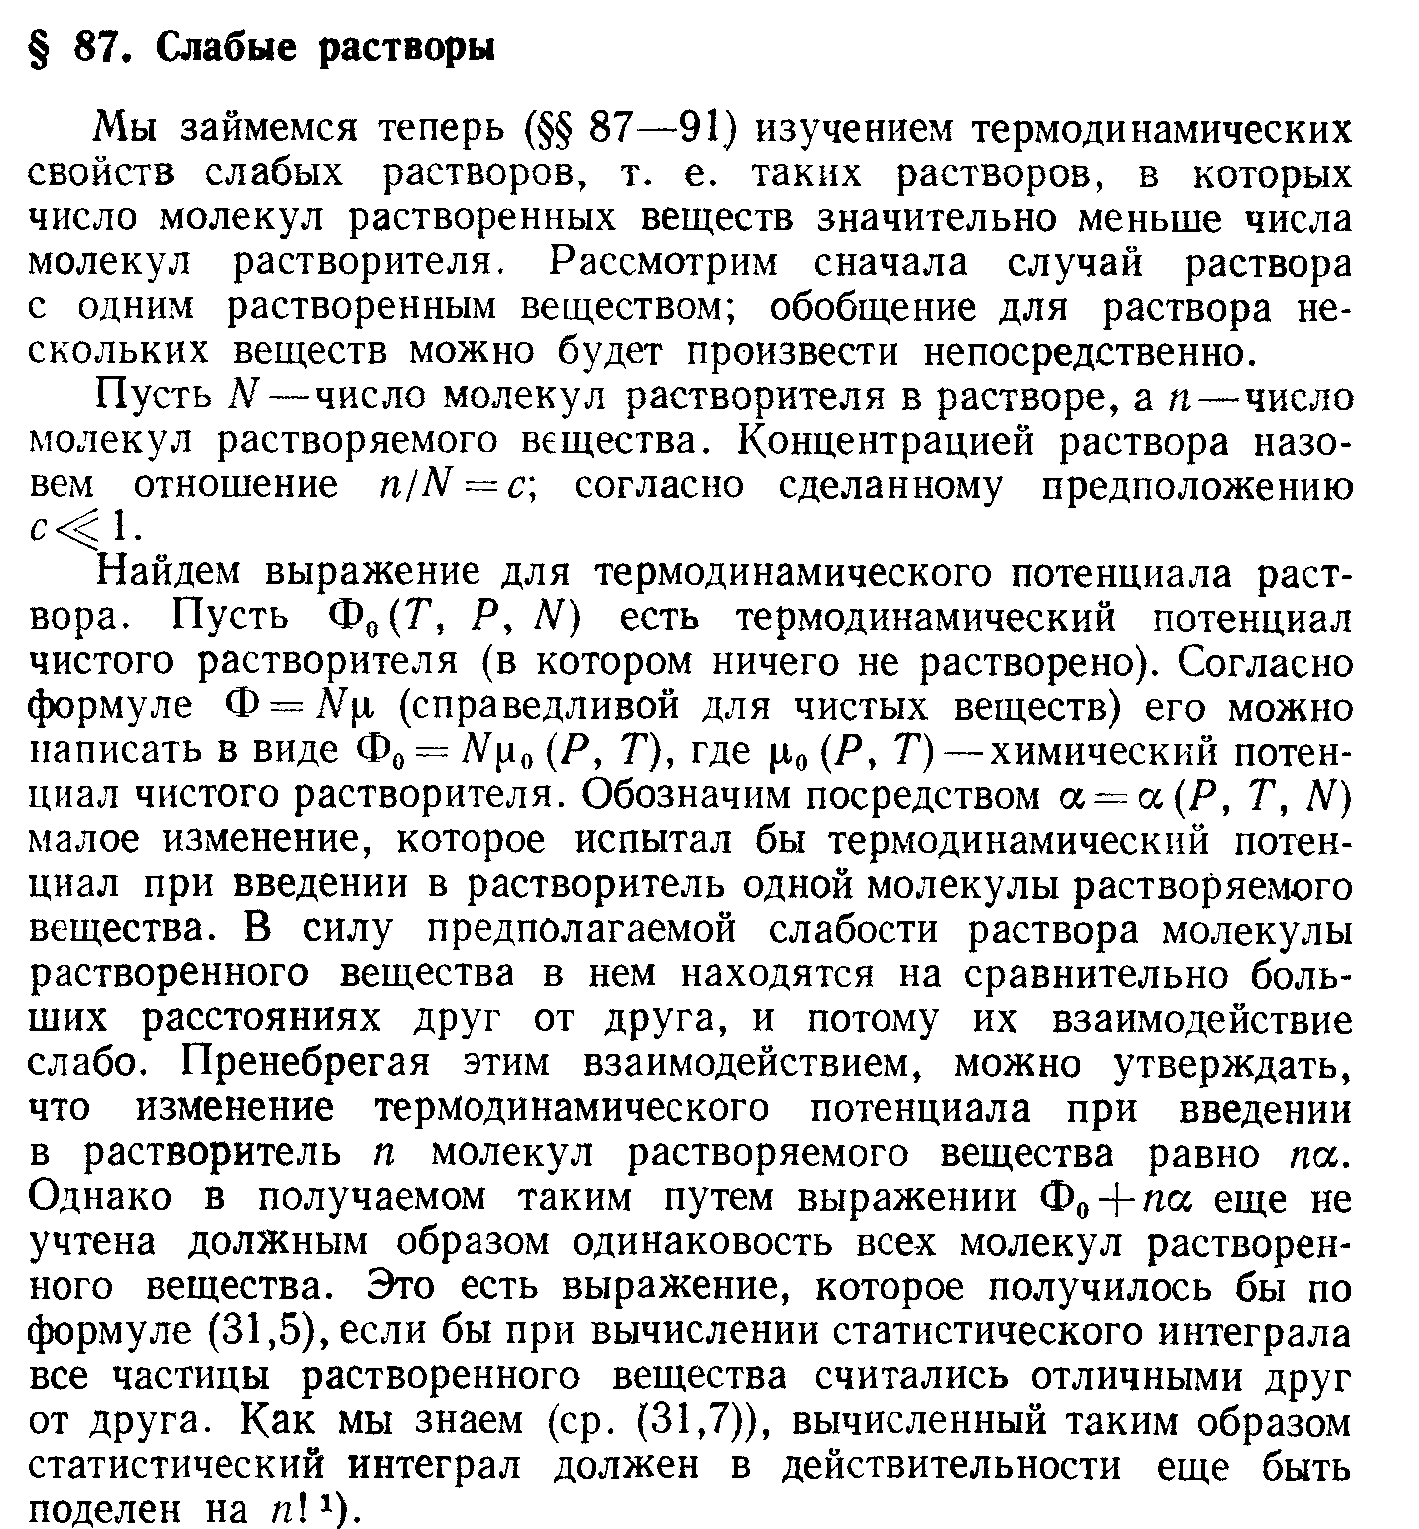 § 87. Слабые растворы
Мы займемся теперь (§§ 87—91) изучением термодинамических
свойств слабых растворов, т. е. таких растворов, в которых
число молекул растворенных веществ значительно меньше числа
молекул растворителя. Рассмотрим сначала случай раствора
с одним растворенным веществом; обобщение для раствора не-
скольких веществ можно будет произвести непосредственно.
Пусть N—число молекул растворителя в растворе, а n—число
молекул растворяемого вещества. Концентрацией раствора назо-
вем отношение n/N = c; согласно сделанному предположению
c ≪ 1.
Найдем выражение для термодинамического потенциала раст-
вора. Пусть Φ₀(T, P, N) есть термодинамический потенциал
чистого растворителя (в котором ничего не растворено). Согласно
формуле Φ = Nμ (справедливой для чистых веществ) его можно
написать в виде Φ₀ = Nμ₀(P, T), где μ₀(P, T)—химический потен-
циал чистого растворителя. Обозначим посредством α = α(P, T, N)
малое изменение, которое испытал бы термодинамический потен-
циал при введении в растворитель одной молекулы растворяемого
вещества. В силу предполагаемой слабости раствора молекулы
растворенного вещества в нем находятся на сравнительно боль-
ших расстояниях друг от друга, и потому их взаимодействие
слабо. Пренебрегая этим взаимодействием, можно утверждать,
что изменение термодинамического потенциала при введении
в растворитель n молекул растворяемого вещества равно nα.
Однако в получаемом таким путем выражении Φ₀ + nα еще не
учтена должным образом одинаковость всех молекул растворен-
ного вещества. Это есть выражение, которое получилось бы по
формуле (31,5), если бы при вычислении статистического интеграла
все частицы растворенного вещества считались отличными друг
от друга. Как мы знаем (ср. (31,7)), вычисленный таким образом
статистический интеграл должен в действительности еще быть
поделен на n! ¹).